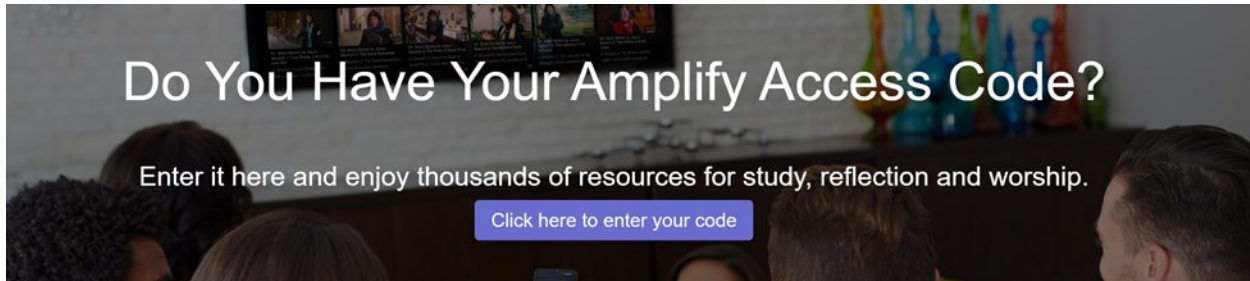 Do You Have Your Amplify Access Code?
Enter it here and enjoy thousands of resources for study, reflection and worship.
Click here to enter your code